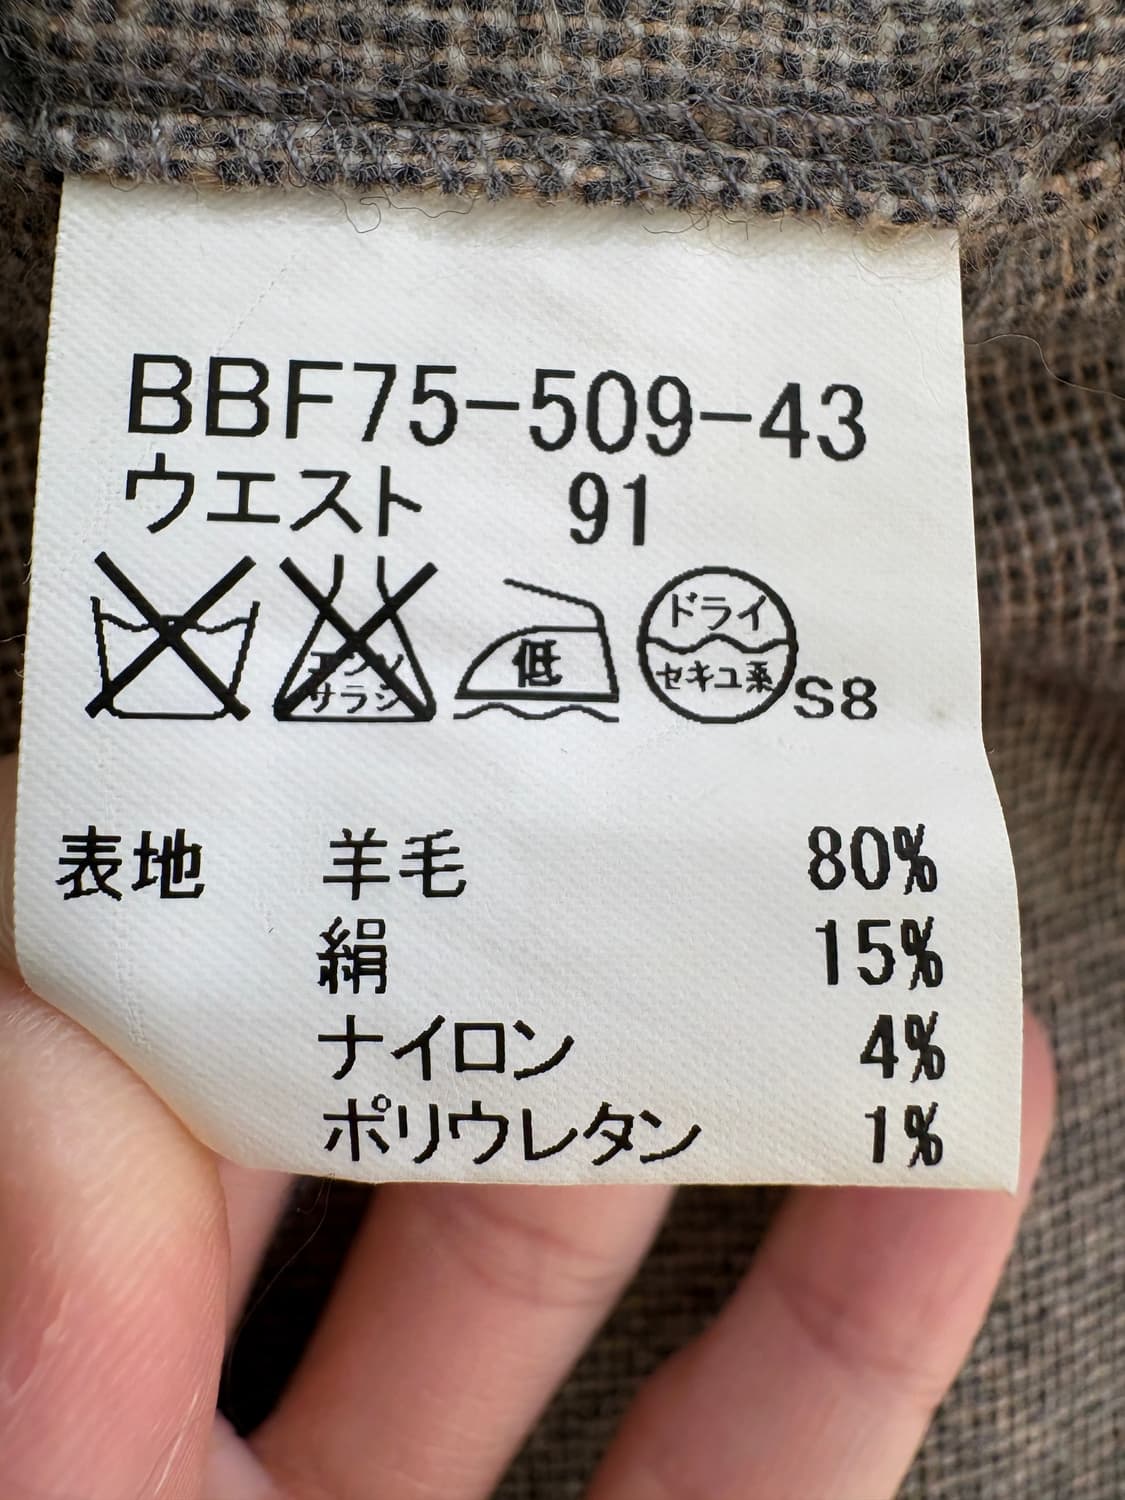 BBF75-509-43
ウエスト 91
エンソ
サラシ
低
ドライ
セキユ系
S8
表地 羊毛 80%
絹 15%
ナイロン 4%
ポリウレタン 1%